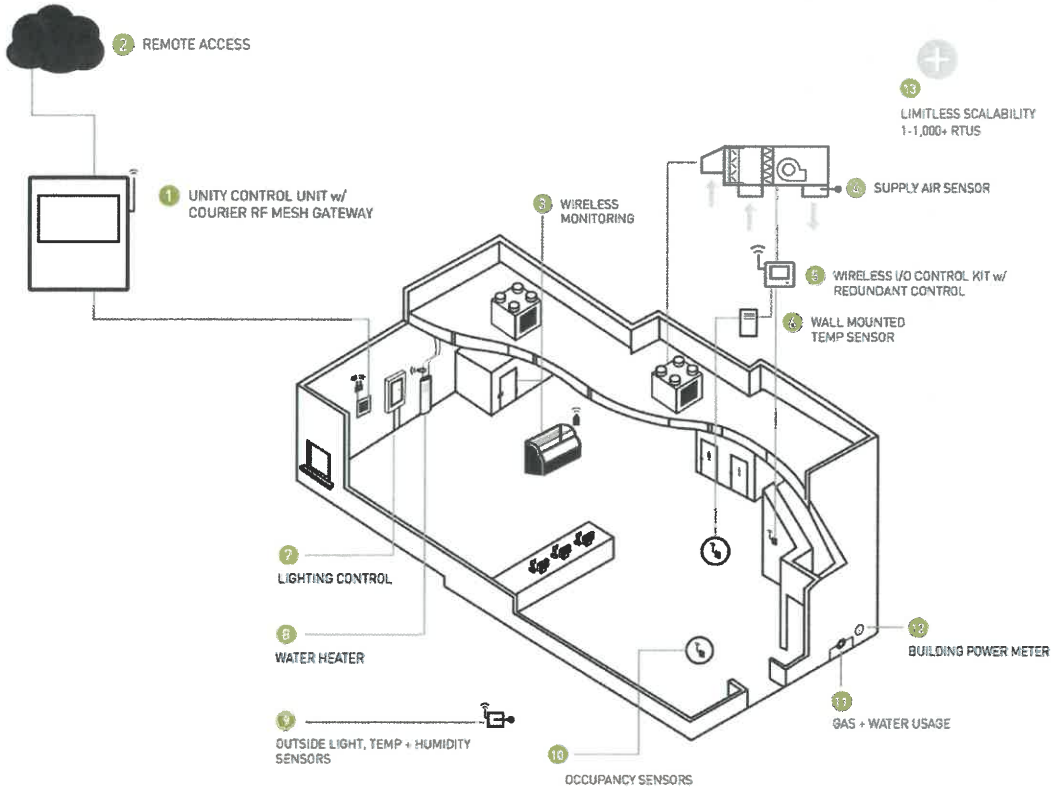 2 REMOTE ACCESS
13
LIMITLESS SCALABILITY
1-1,000+ RTUS
1 UNITY CONTROL UNIT w/
COURIER RF MESH GATEWAY
3 WIRELESS
MONITORING
4 SUPPLY AIR SENSOR
5 WIRELESS I/O CONTROL KIT w/
REDUNDANT CONTROL
6 WALL MOUNTED
TEMP SENSOR
7
LIGHTING CONTROL
8
WATER HEATER
12
BUILDING POWER METER
11
GAS + WATER USAGE
9
OUTSIDE LIGHT, TEMP + HUMIDITY
SENSORS
10
OCCUPANCY SENSORS